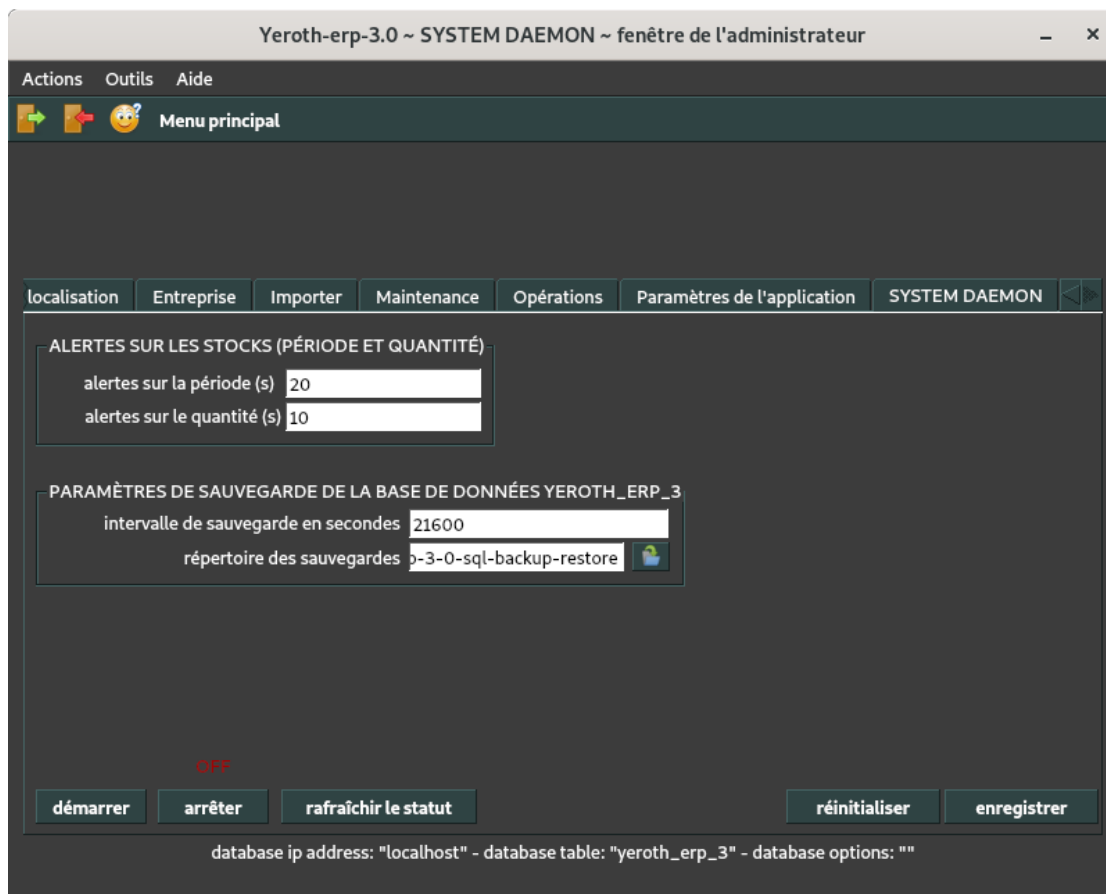 Yeroth-erp-3.0 ~ SYSTEM DAEMON ~ fenêtre de l'administrateur
Actions Outils Aide
Menu principal
localisation Entreprise Importer Maintenance Opérations Paramètres de l'application SYSTEM DAEMON
ALERTES SUR LES STOCKS (PÉRIODE ET QUANTITÉ)
alertes sur la période (s) 20
alertes sur le quantité (s) 10
PARAMÈTRES DE SAUVEGARDE DE LA BASE DE DONNÉES YEROTH_ERP_3
intervalle de sauvegarde en secondes 21600
répertoire des sauvegardes -3-0-sql-backup-restore
OFF
démarrer arrêter rafraîchir le statut réinitialiser enregistrer
database ip address: "localhost" - database table: "yeroth_erp_3" - database options: ""